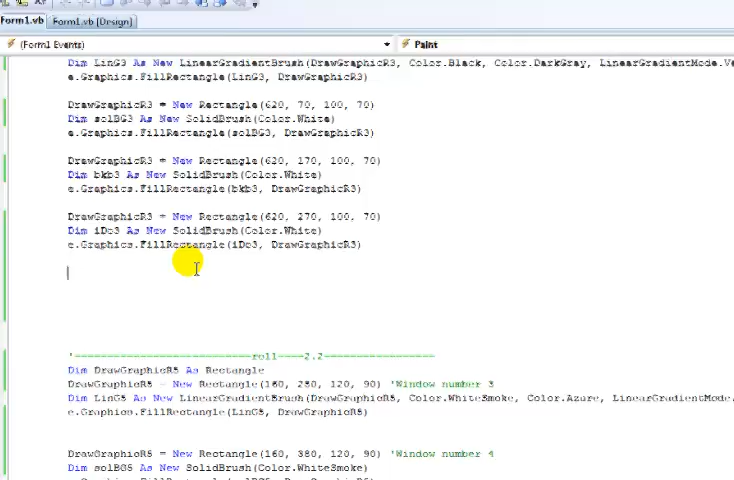 Form1.vb Form1.vb [Design]
(Form1 Events) Paint
Dim LinG3 As New LinearGradientBrush(DrawGraphicR3, Color.Black, Color.DarkGray, LinearGradientMode.Ve
e.Graphics.FillRectangle(LinG3, DrawGraphicR3)
DrawGraphicR3 = New Rectangle(620, 70, 100, 70)
Dim solBG3 As New SolidBrush(Color.White)
e.Graphics.FillRectangle(solBG3, DrawGraphicR3)
DrawGraphicR3 = New Rectangle(620, 170, 100, 70)
Dim bkb3 As New SolidBrush(Color.White)
e.Graphics.FillRectangle(bkb3, DrawGraphicR3)
DrawGraphicR3 = New Rectangle(620, 270, 100, 70)
Dim iDo3 As New SolidBrush(Color.White)
e.Graphics.FillRectangle(iDo3, DrawGraphicR3)
'---------------------------roll----2.2-----------------
Dim DrawGraphicR5 As Rectangle
DrawGraphicR5 = New Rectangle(160, 280, 120, 90) 'Window number 3
Dim LinG5 As New LinearGradientBrush(DrawGraphicR5, Color.WhiteSmoke, Color.Azure, LinearGradientMode.
e.Graphics.FillRectangle(LinG5, DrawGraphicR5)
DrawGraphicR5 = New Rectangle(160, 380, 120, 90) 'Window number 4
Dim solBG5 As New SolidBrush(Color.WhiteSmoke)